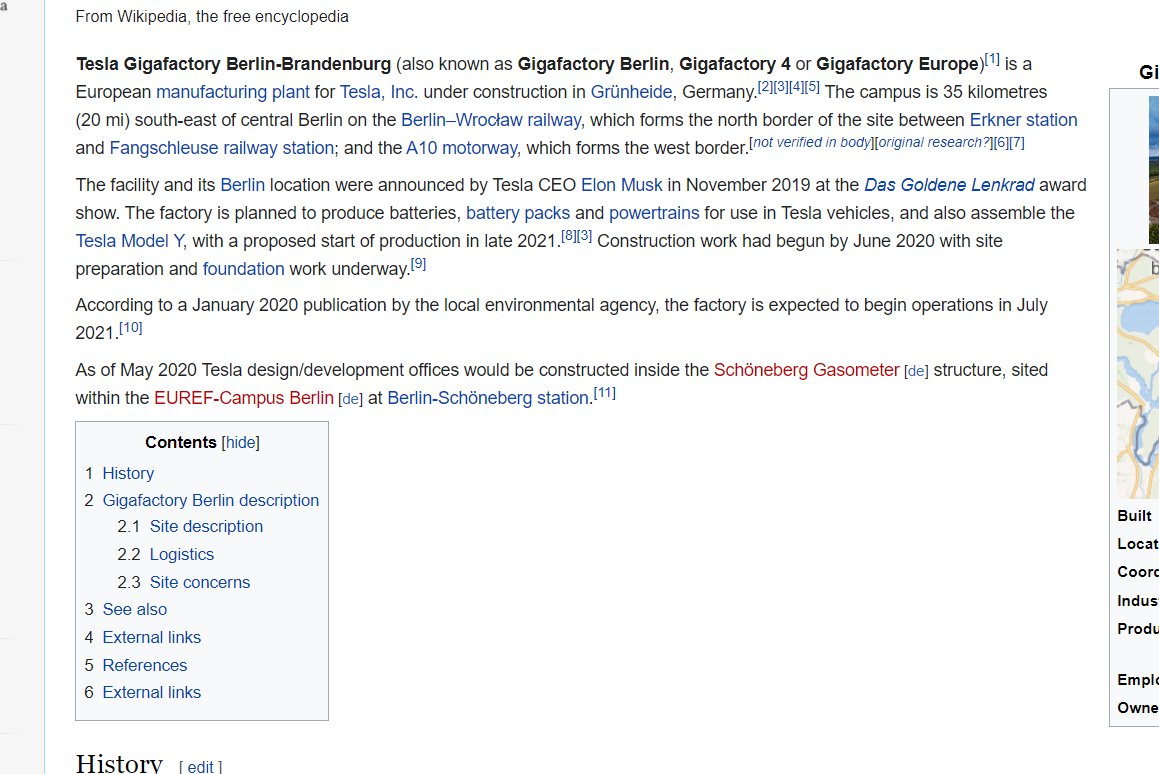 a
From Wikipedia, the free encyclopedia
Tesla Gigafactory Berlin-Brandenburg (also known as Gigafactory Berlin, Gigafactory 4 or Gigafactory Europe)[1] is a
European manufacturing plant for Tesla, Inc. under construction in Grünheide, Germany.[2][3][4][5] The campus is 35 kilometres
(20 mi) south-east of central Berlin on the Berlin–Wrocław railway, which forms the north border of the site between Erkner station
and Fangschleuse railway station; and the A10 motorway, which forms the west border.[not verified in body][original research?][6][7]
The facility and its Berlin location were announced by Tesla CEO Elon Musk in November 2019 at the Das Goldene Lenkrad award
show. The factory is planned to produce batteries, battery packs and powertrains for use in Tesla vehicles, and also assemble the
Tesla Model Y, with a proposed start of production in late 2021.[8][3] Construction work had begun by June 2020 with site
preparation and foundation work underway.[9]
According to a January 2020 publication by the local environmental agency, the factory is expected to begin operations in July
2021.[10]
As of May 2020 Tesla design/development offices would be constructed inside the Schöneberg Gasometer [de] structure, sited
within the EUREF-Campus Berlin [de] at Berlin-Schöneberg station.[11]
Contents [hide]
1 History
2 Gigafactory Berlin description
2.1 Site description
2.2 Logistics
2.3 Site concerns
3 See also
4 External links
5 References
6 External links
History [ edit ]
Gi
b
Built
Locat
Coord
Indus
Produ
Emplo
Owne